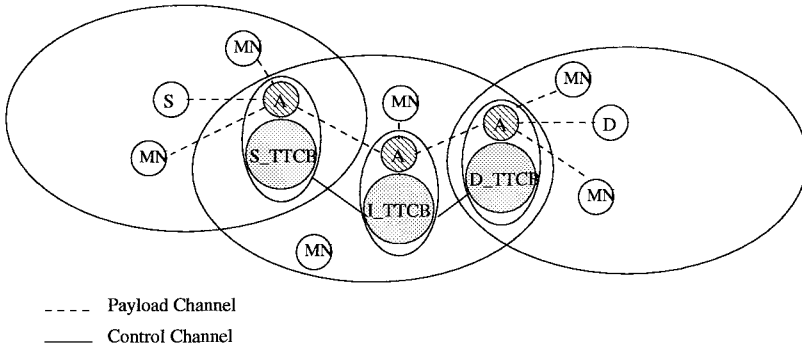 MN
S
A
MN
S_TTCB
MN
A
I_TTCB
MN
A
D_TTCB
MN
D
MN
Payload Channel
Control Channel